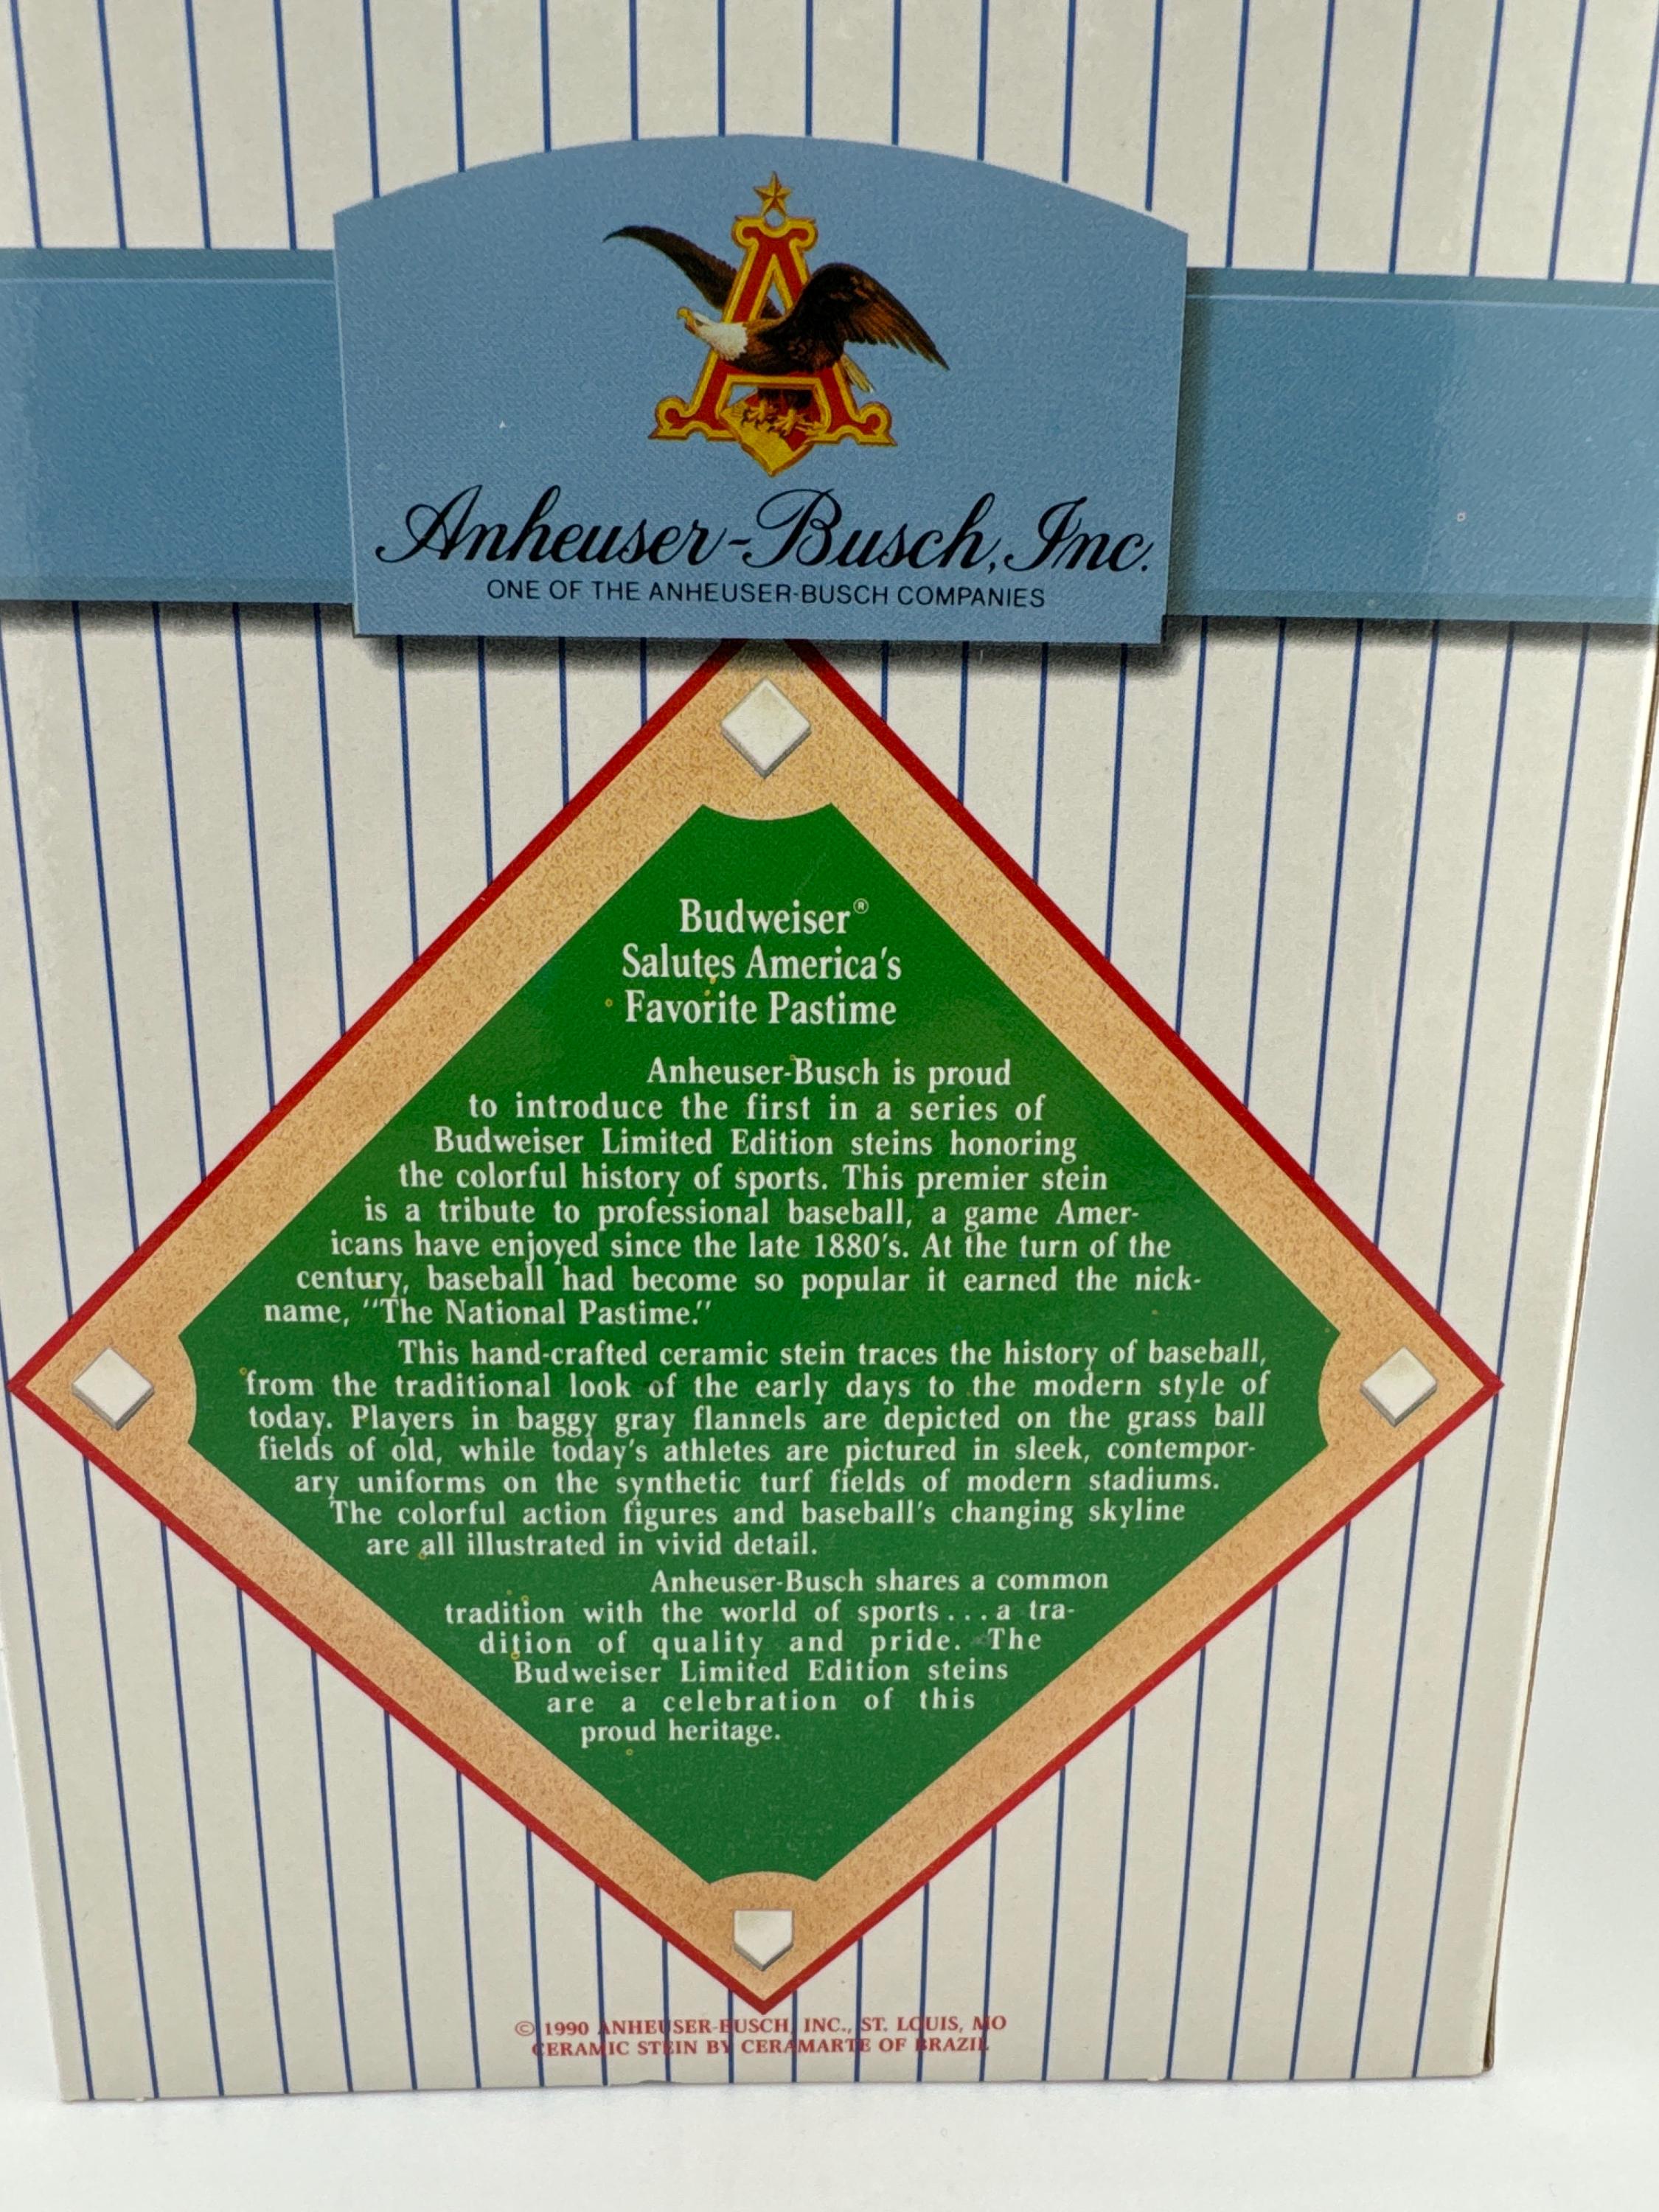 Anheuser-Busch, Inc.
ONE OF THE ANHEUSER-BUSCH COMPANIES
Budweiser®
Salutes America's
Favorite Pastime
Anheuser-Busch is proud
to introduce the first in a series of
Budweiser Limited Edition steins honoring
the colorful history of sports. This premier stein
is a tribute to professional baseball, a game Amer-
icans have enjoyed since the late 1880's. At the turn of the
century, baseball had become so popular it earned the nick-
name, "The National Pastime."
This hand-crafted ceramic stein traces the history of baseball,
from the traditional look of the early days to the modern style of
today. Players in baggy gray flannels are depicted on the grass ball
fields of old, while today's athletes are pictured in sleek, contempor-
ary uniforms on the synthetic turf fields of modern stadiums.
The colorful action figures and baseball's changing skyline
are all illustrated in vivid detail.
Anheuser-Busch shares a common
tradition with the world of sports...a tra-
dition of quality and pride. The
Budweiser Limited Edition steins
are a celebration of this
proud heritage.
© 1990 ANHEUSER-BUSCH, INC., ST. LOUIS, MO
CERAMIC STEIN BY CERAMARTE OF BRAZIL